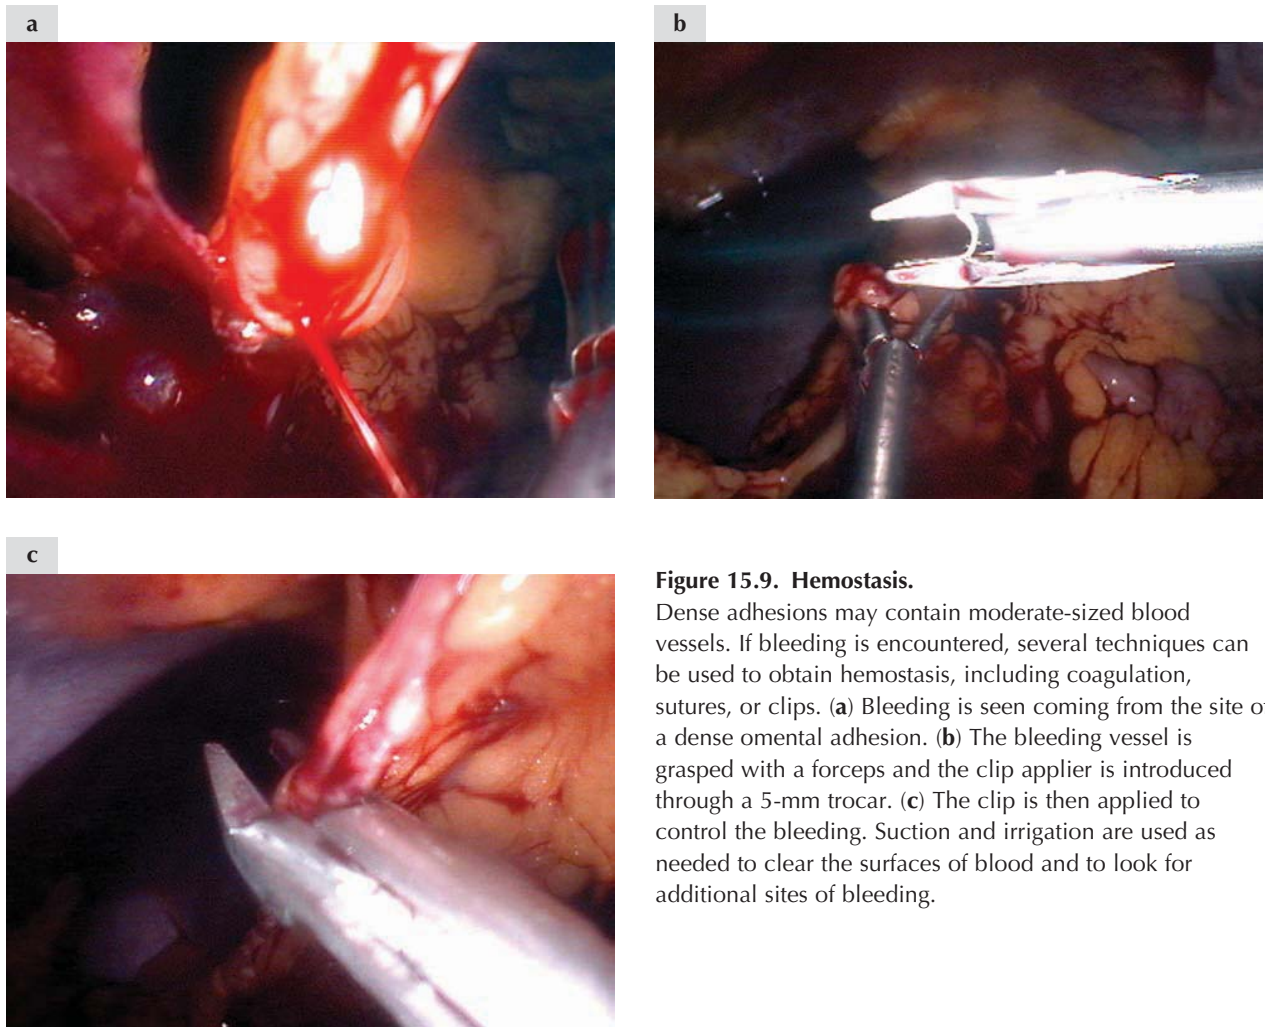 a
b
c
Figure 15.9. Hemostasis.
Dense adhesions may contain moderate-sized blood
vessels. If bleeding is encountered, several techniques can
be used to obtain hemostasis, including coagulation,
sutures, or clips. (a) Bleeding is seen coming from the site o
a dense omental adhesion. (b) The bleeding vessel is
grasped with a forceps and the clip applier is introduced
through a 5-mm trocar. (c) The clip is then applied to
control the bleeding. Suction and irrigation are used as
needed to clear the surfaces of blood and to look for
additional sites of bleeding.